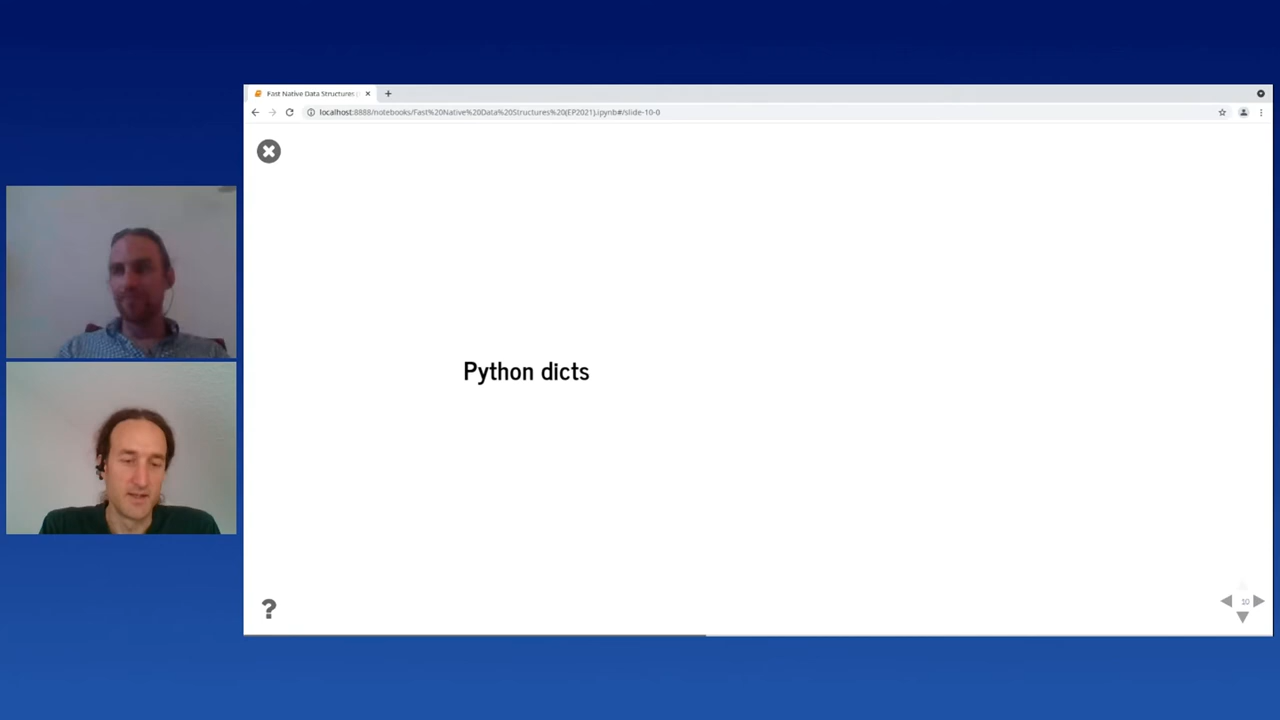 Fast Native Data Structures (
localhost:8888/notebooks/Fast%20Native%20Data%20Structures%20(EP2021).ipynb#/slide-10-0
Python dicts
?
10